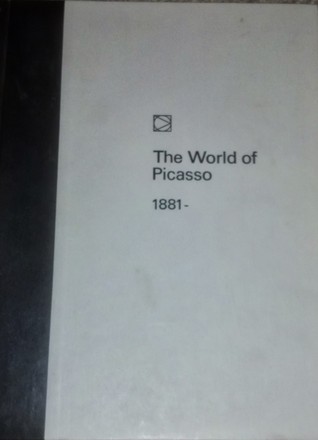 The World of
Picasso
1881-